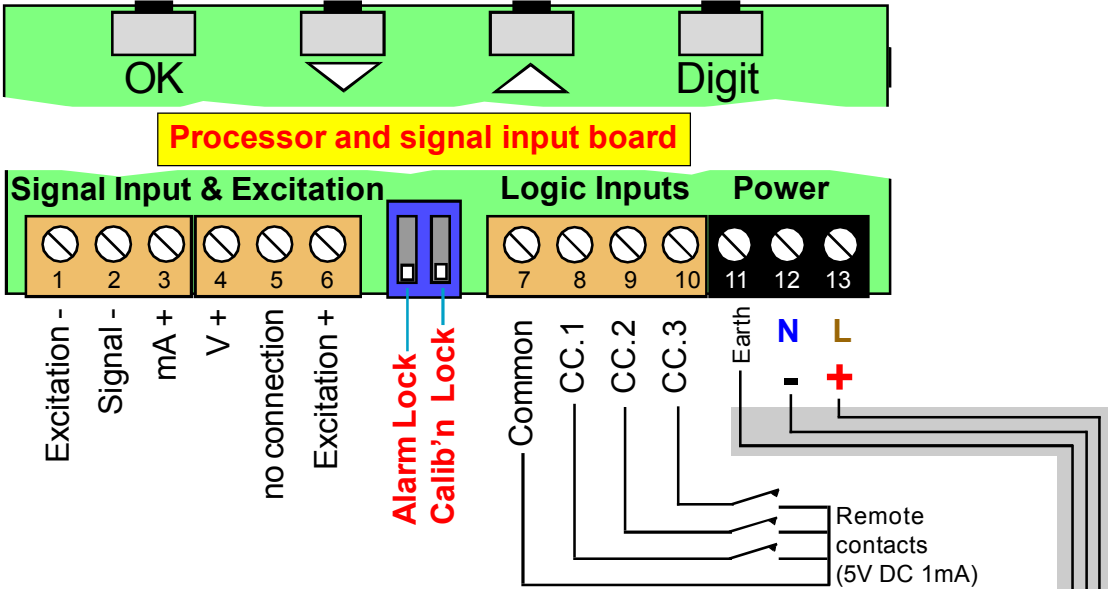 OK
Digit
Processor and signal input board
Signal Input & Excitation
Logic Inputs
Power
1
2
3
4
5
6
7
8
9
10
11
12
13
Excitation -
Signal -
mA +
V +
no connection
Excitation +
Alarm Lock
Calib'n Lock
Common
CC.1
CC.2
CC.3
Earth
N
L
-
+
Remote
contacts
(5V DC 1mA)